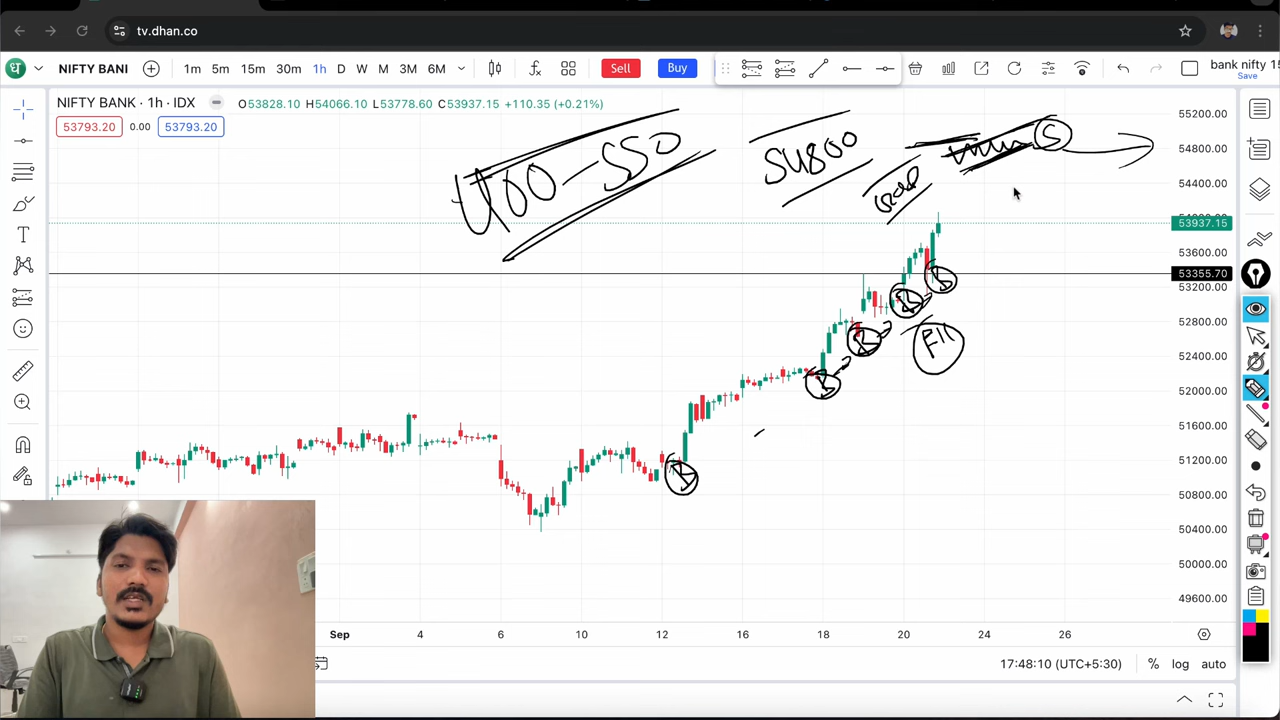 tv.dhan.co
NIFTY BANI 1m 5m 15m 30m 1h D W M 3M 6M Sell Buy bank nifty 15
Save
NIFTY BANK · 1h · IDX O53828.10 H54066.10 L53778.60 C53937.15 +110.35 (+0.21%)
53793.20 0.00 53793.20
55200.00
54800.00
54400.00
53937.15
53600.00
53355.70
53200.00
52800.00
52400.00
52000.00
51600.00
51200.00
50800.00
50400.00
50000.00
49600.00
54800
S
FII
Sep 4 6 10 12 16 18 20 24 26
17:48:10 (UTC+5:30) % log auto